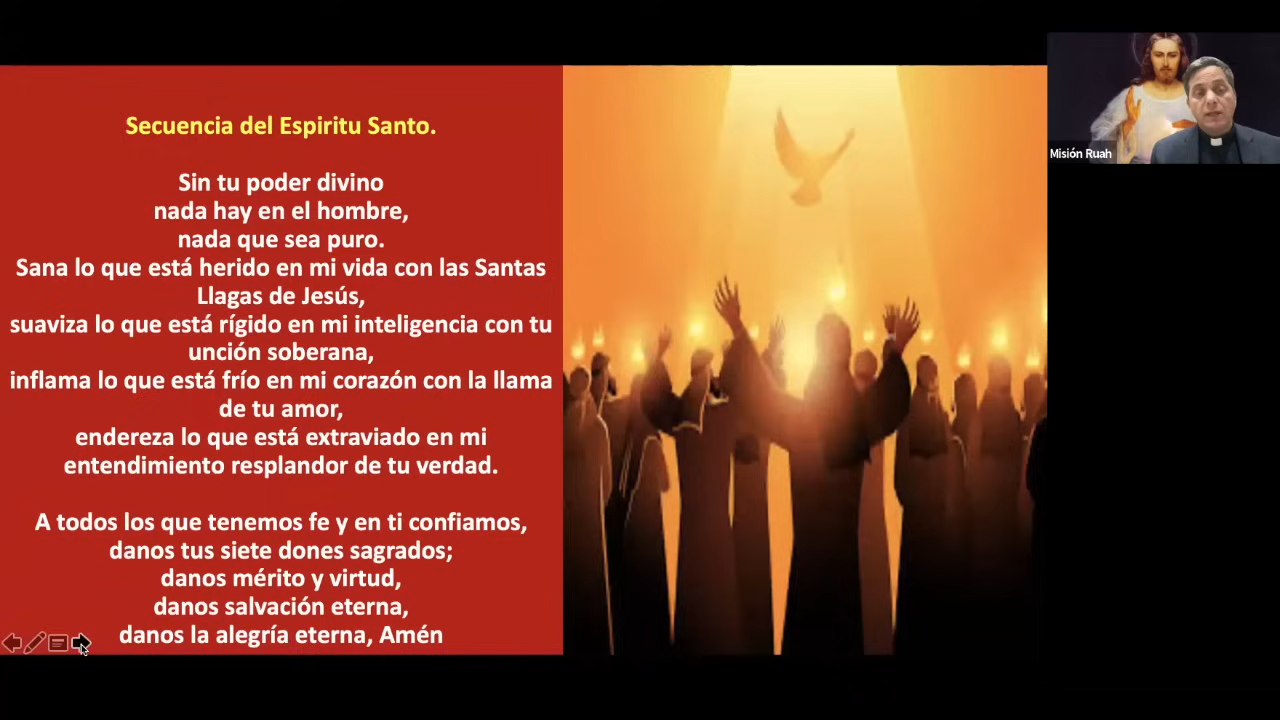 Secuencia del Espiritu Santo.
Sin tu poder divino
nada hay en el hombre,
nada que sea puro.
Sana lo que está herido en mi vida con las Santas
Llagas de Jesús,
suaviza lo que está rígido en mi inteligencia con tu
unción soberana,
inflama lo que está frío en mi corazón con la llama
de tu amor,
endereza lo que está extraviado en mi
entendimiento resplandor de tu verdad.
A todos los que tenemos fe y en ti confiamos,
danos tus siete dones sagrados;
danos mérito y virtud,
danos salvación eterna,
danos la alegría eterna, Amén
Misión Ruah